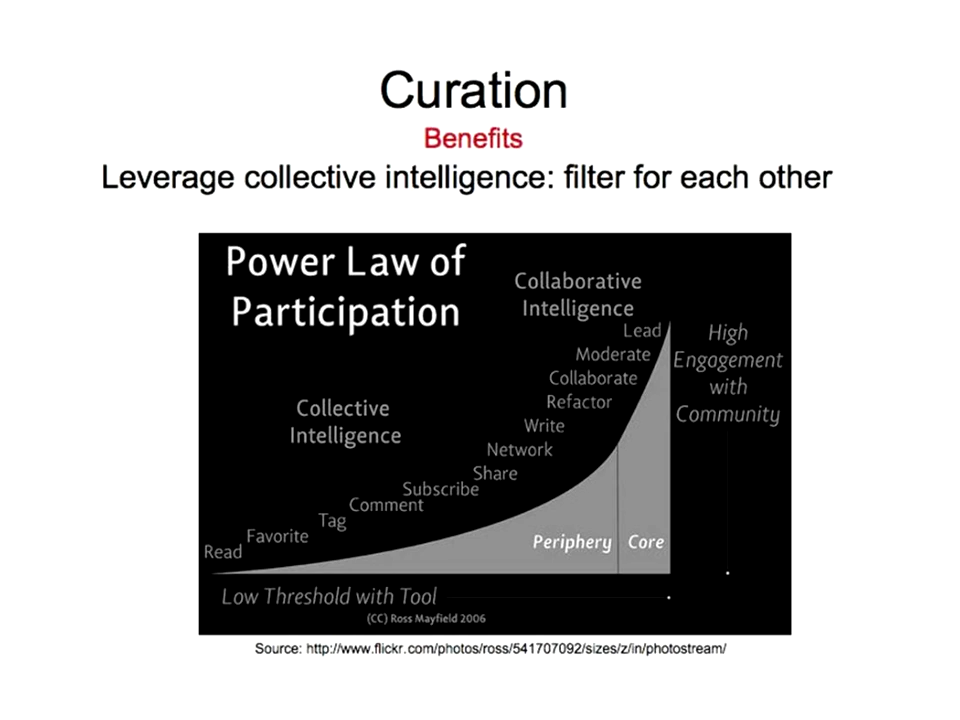 Curation
Benefits
Leverage collective intelligence: filter for each other
Power Law of
Participation
Collaborative
Intelligence
Lead
Moderate
Collaborate
Refactor
Write
Network
Share
Subscribe
Comment
Tag
Favorite
Read
Collective
Intelligence
High
Engagement
with
Community
Periphery
Core
Low Threshold with Tool
(CC) Ross Mayfield 2006
Source: http://www.flickr.com/photos/ross/541707092/sizes/z/in/photostream/